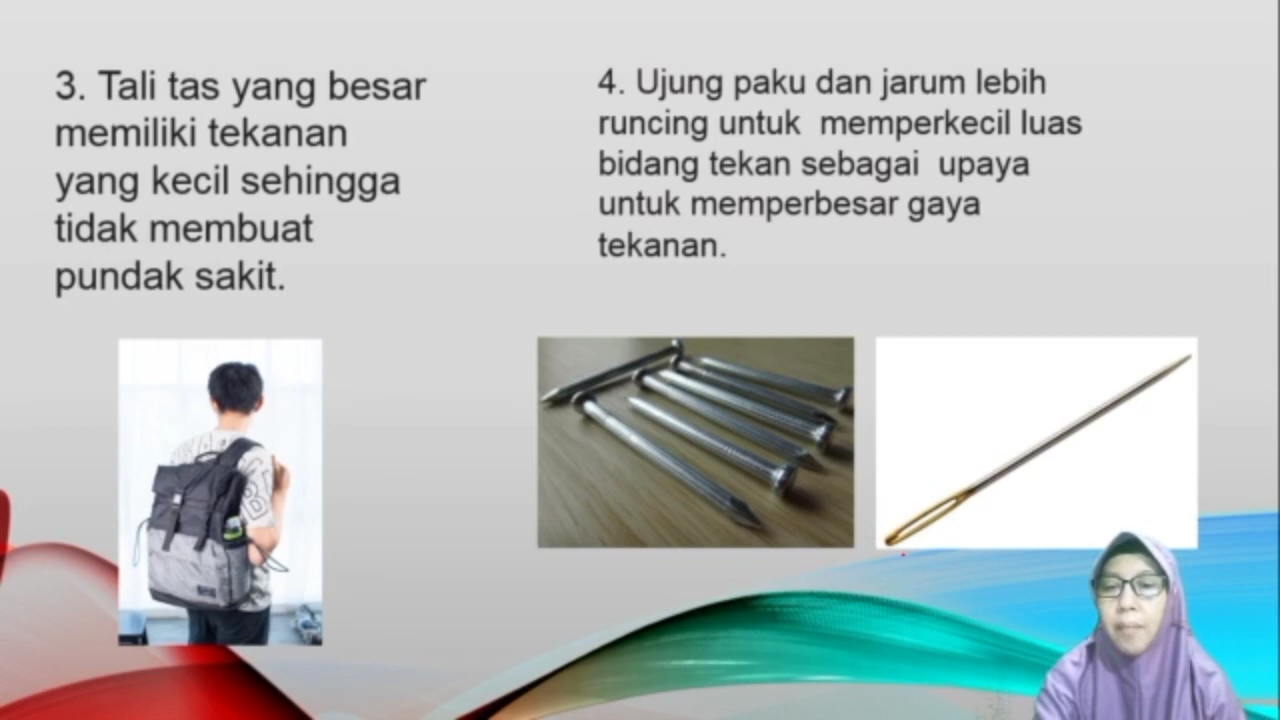 3. Tali tas yang besar
memiliki tekanan
yang kecil sehingga
tidak membuat
pundak sakit.
4. Ujung paku dan jarum lebih
runcing untuk  memperkecil luas
bidang tekan sebagai  upaya
untuk memperbesar gaya
tekanan.